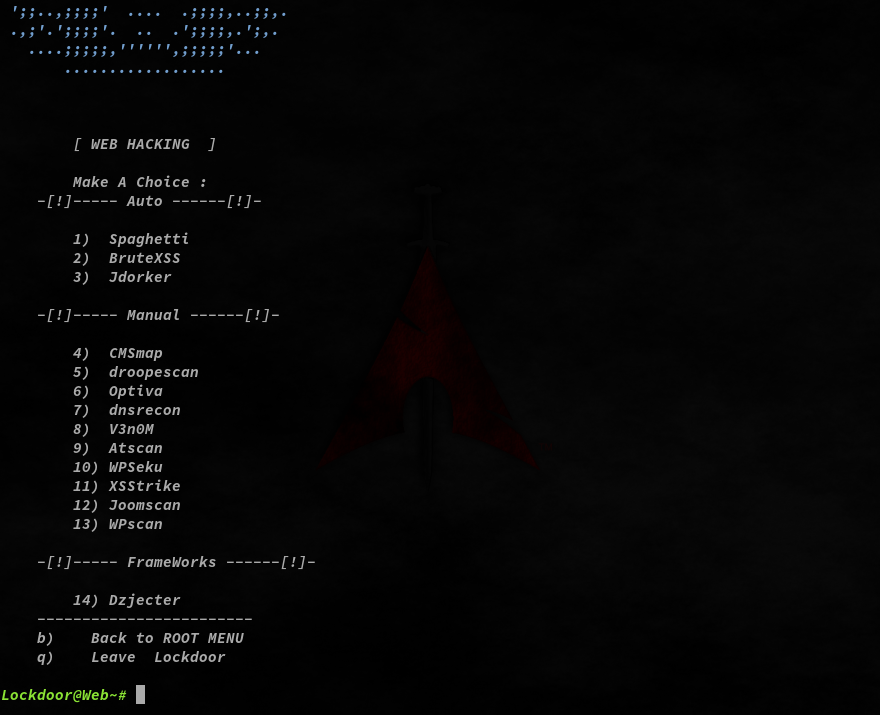 ';;..,;;;;'  ....  .;;;;,..;;,.
.,;'.';;;;'.  ..  .';;;;,.';,.
....;;;;;,'''''',;;;;;'...
..................
[ WEB HACKING  ]
Make A Choice :
-[!]----- Auto ------[!]-
1)  Spaghetti
2)  BruteXSS
3)  Jdorker
-[!]----- Manual ------[!]-
4)  CMSmap
5)  droopescan
6)  Optiva
7)  dnsrecon
8)  V3n0M
9)  Atscan
10) WPSeku
11) XSStrike
12) Joomscan
13) WPscan
-[!]----- FrameWorks ------[!]-
14) Dzjecter
------------------------
b)    Back to ROOT MENU
q)    Leave  Lockdoor
Lockdoor@Web~#